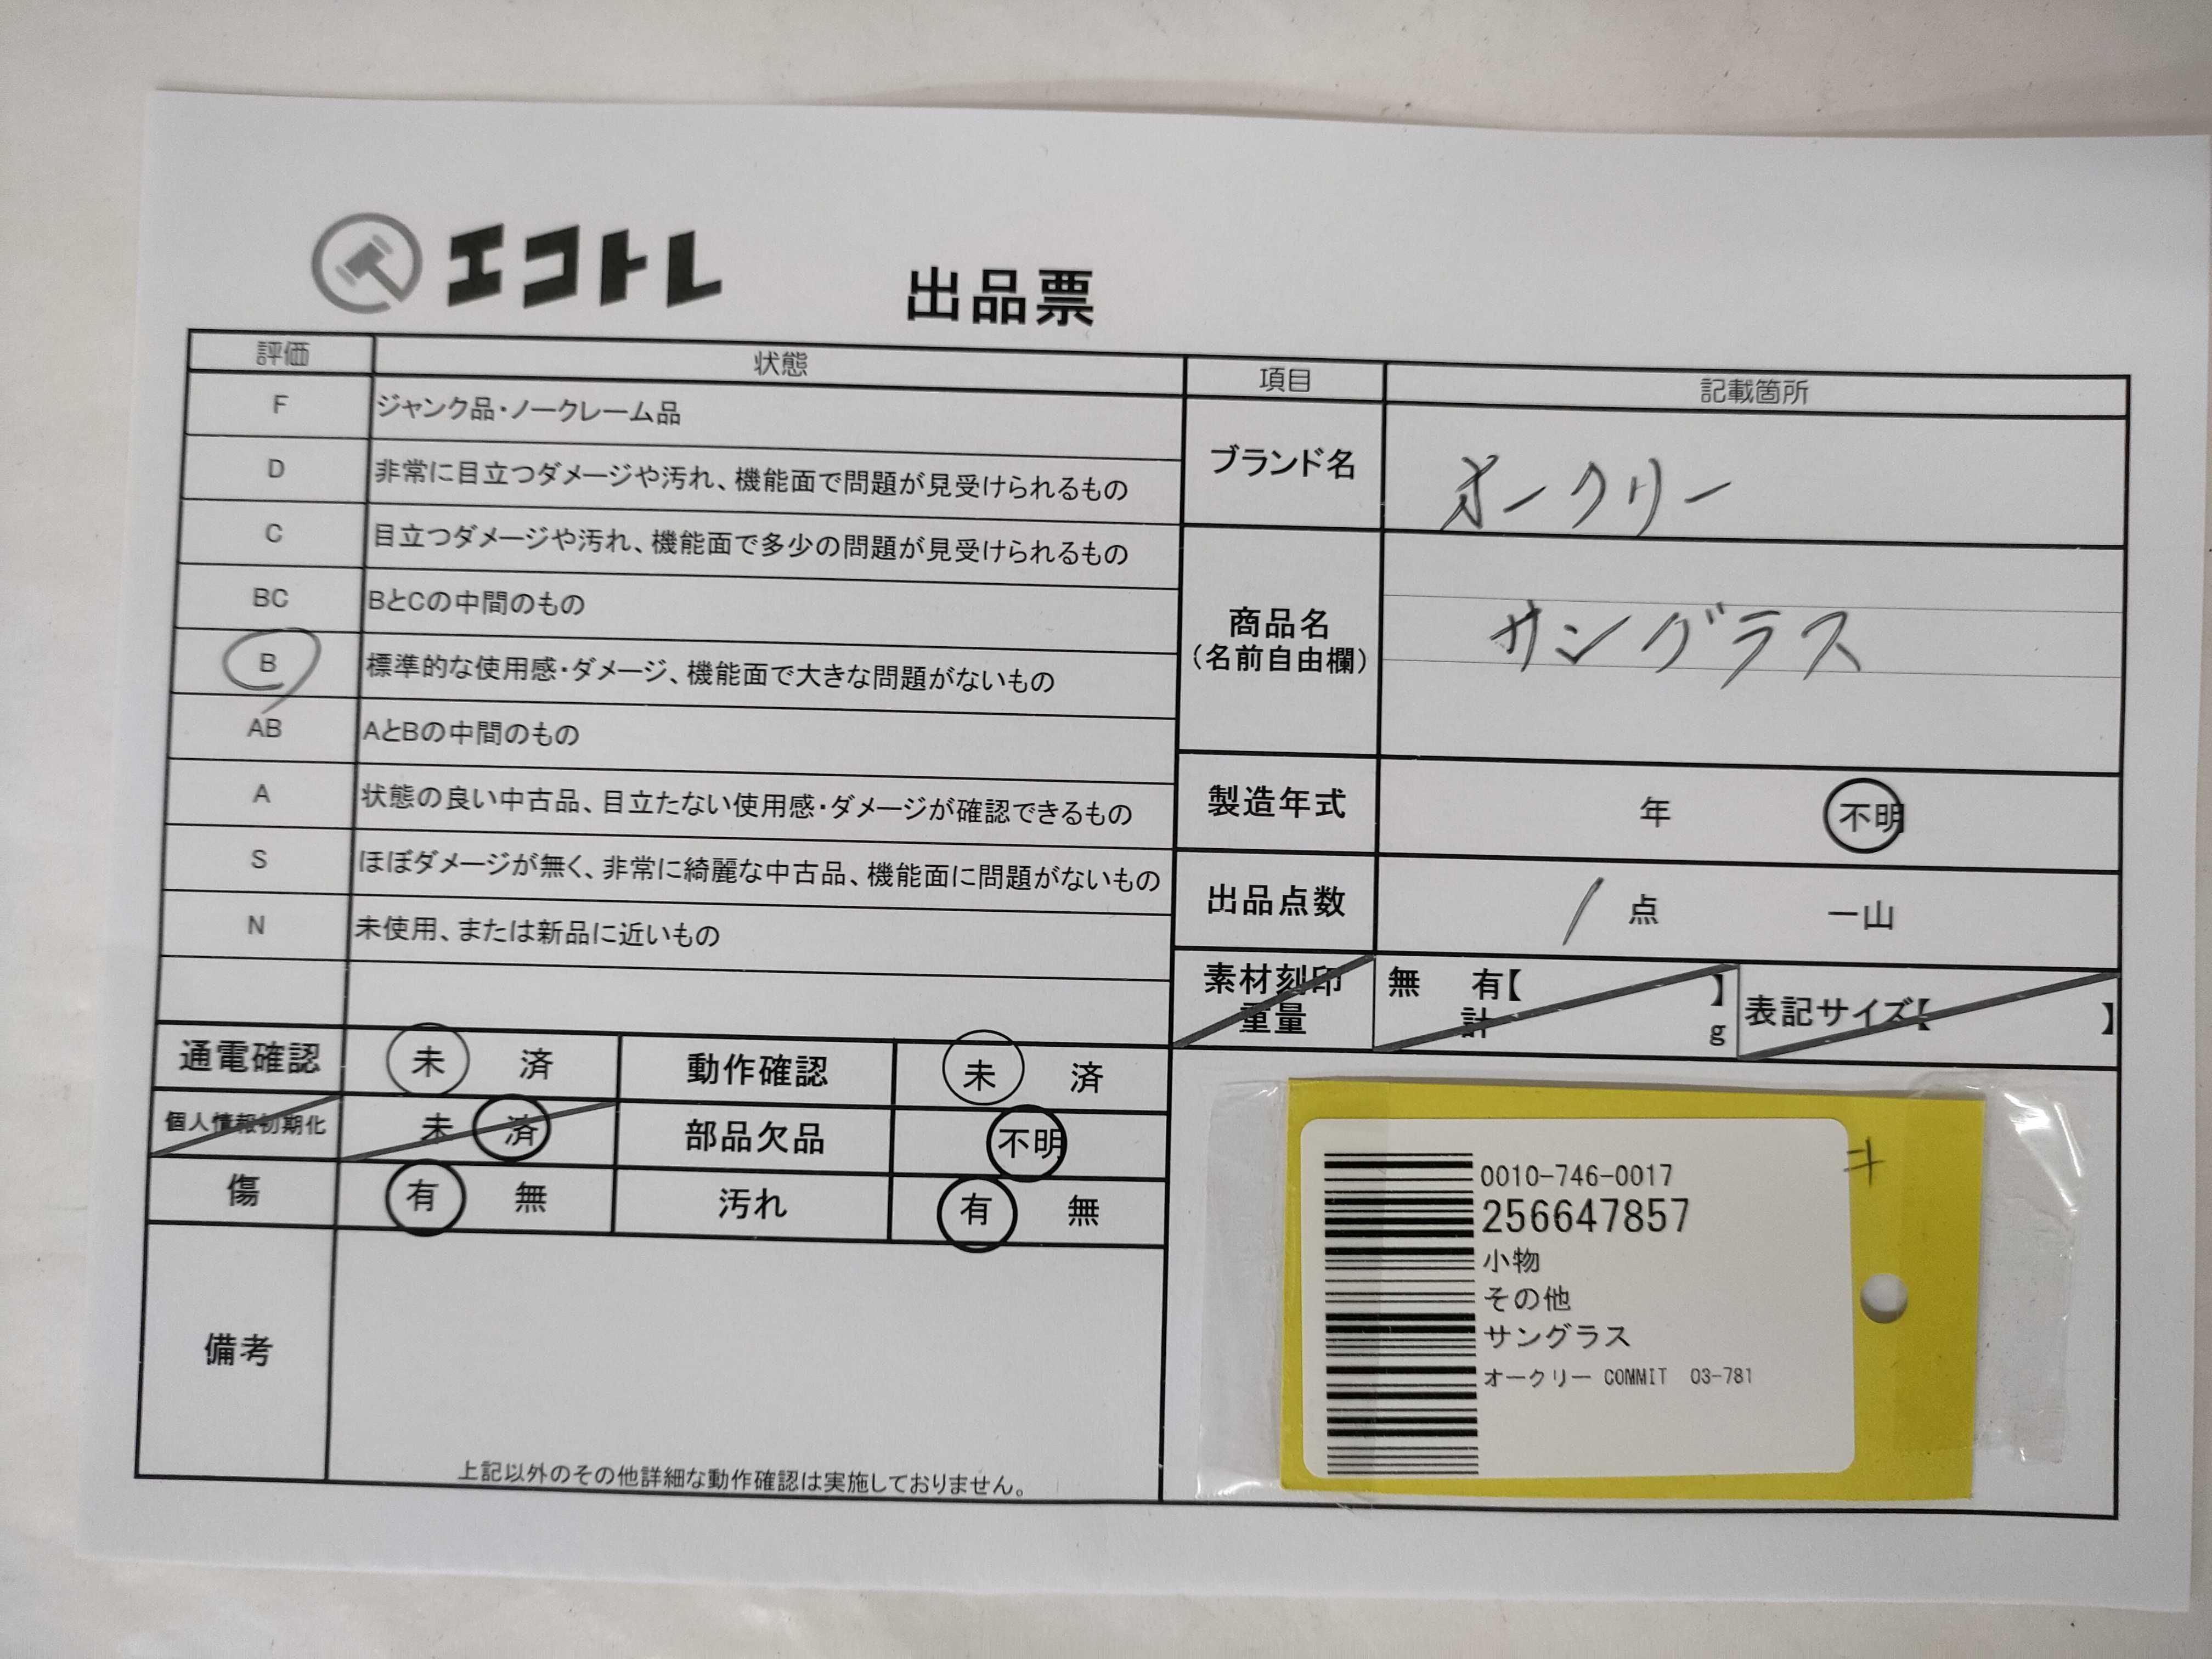 エコトレ
出品票
評価 状態
F ジャンク品・ノークレーム品
D 非常に目立つダメージや汚れ、機能面で問題が見受けられるもの
C 目立つダメージや汚れ、機能面で多少の問題が見受けられるもの
BC BとCの中間のもの
B 標準的な使用感・ダメージ、機能面で大きな問題がないもの
AB AとBの中間のもの
A 状態の良い中古品、目立たない使用感・ダメージが確認できるもの
S ほぼダメージが無く、非常に綺麗な中古品、機能面に問題がないもの
N 未使用、または新品に近いもの
項目 記載箇所
ブランド名 オークリー
商品名
(名前自由欄)
サングラス
製造年式 年 不明
出品点数 1 点 一山
素材刻印 無 有【 】
重量 計 g
表記サイズ【 】
通電確認 未 済 動作確認 未 済
個人情報初期化 未 済 部品欠品 不明
傷 有 無 汚れ 有 無
備考
上記以外のその他詳細な動作確認は実施しておりません。
0010-746-0017
256647857
小物
その他
サングラス
オークリー COMMIT 03-781